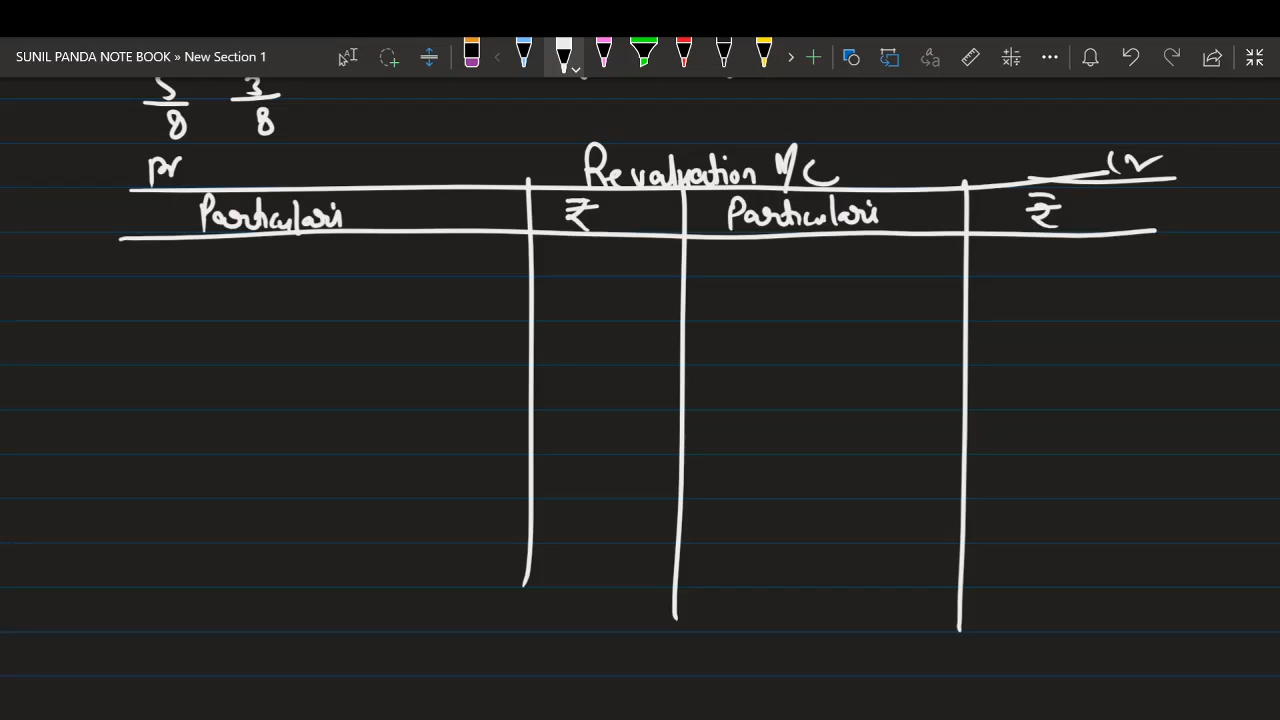 SUNIL PANDA NOTE BOOK » New Section 1
5 3
8 8
Dr Revaluation A/C Cr
Particulars ₹ Particulars ₹